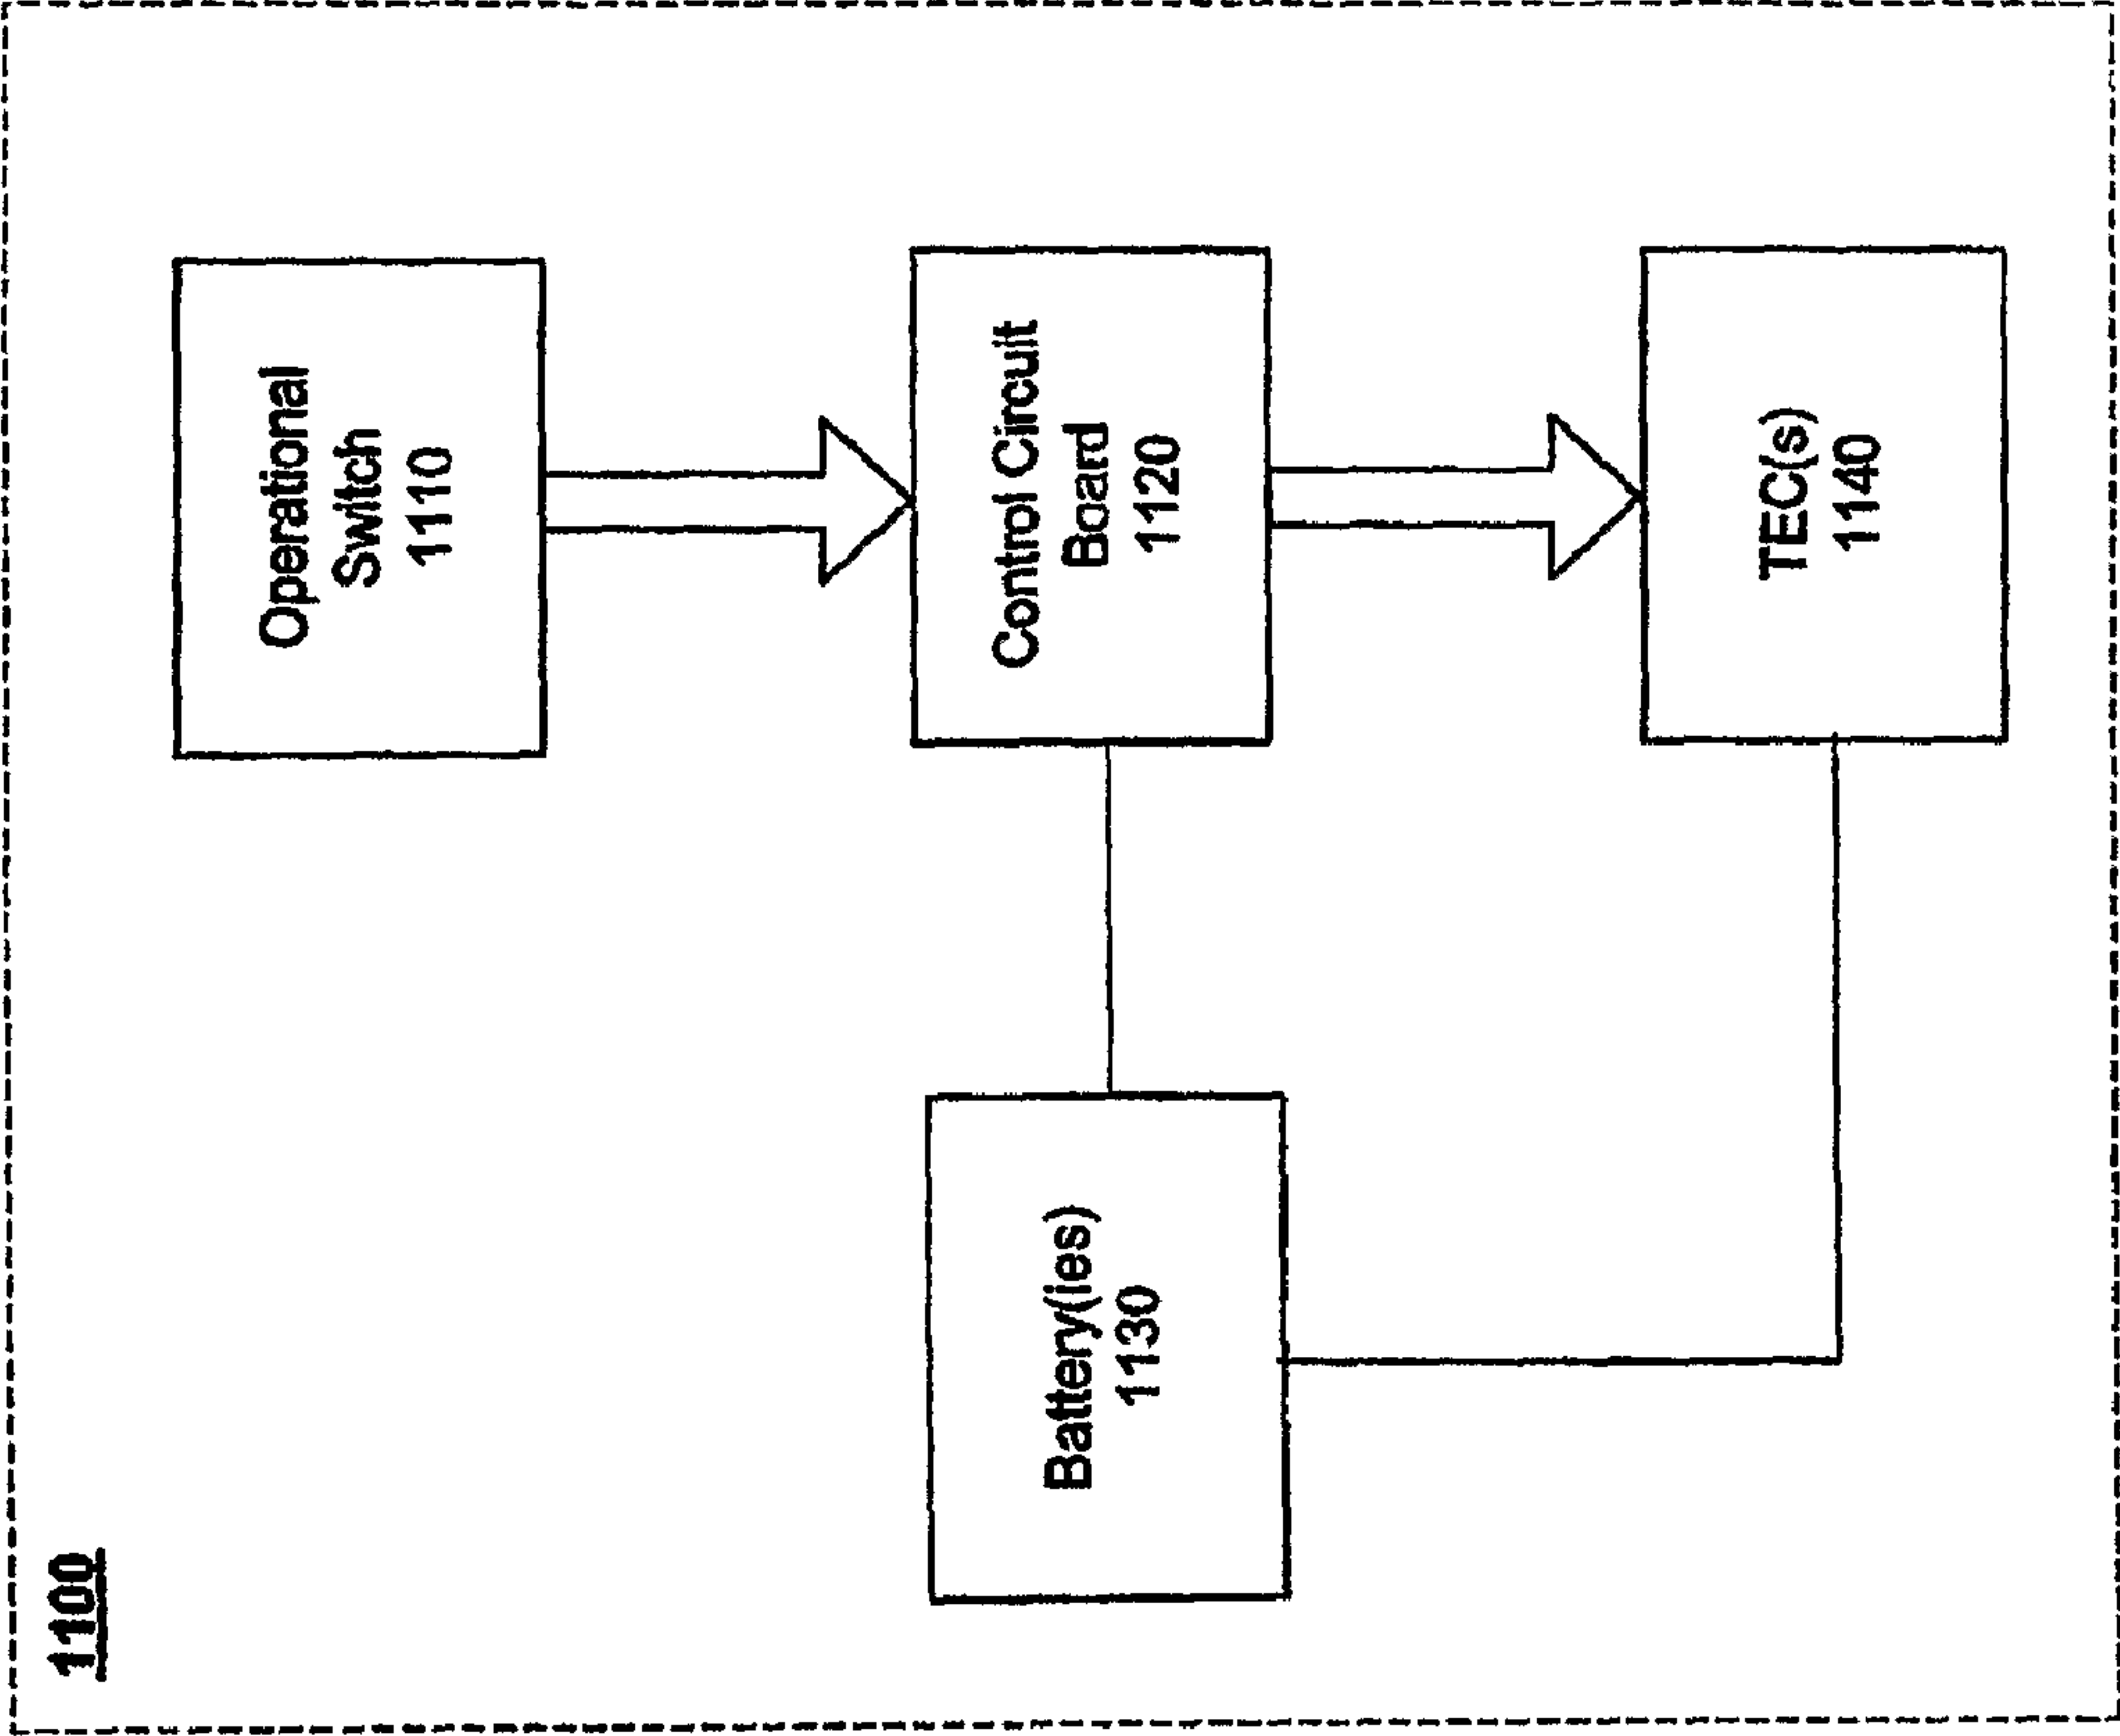 1100
Operational
Switch
1110
Control Circuit
Board
1120
Battery(ies)
1130
TEC(s)
1140